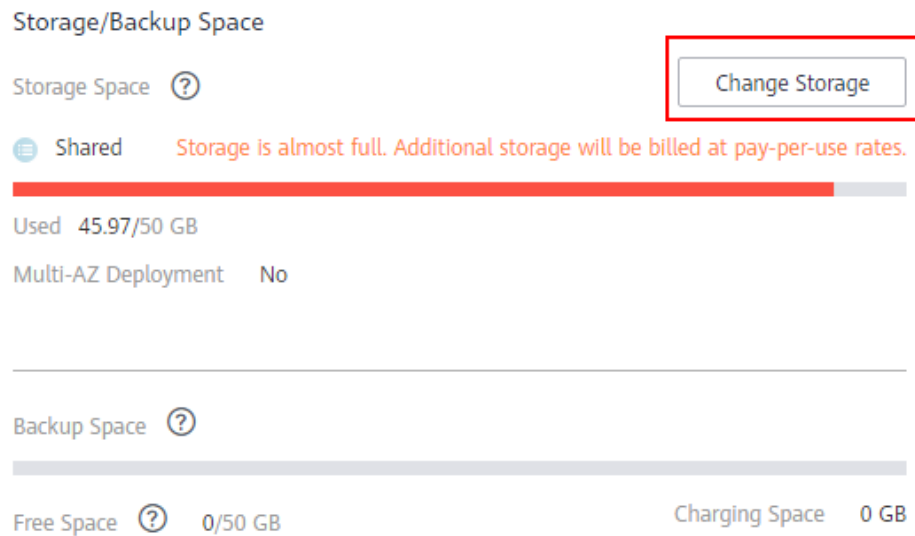 Storage/Backup Space
Storage Space ?
Change Storage
Shared Storage is almost full. Additional storage will be billed at pay-per-use rates.
Used 45.97/50 GB
Multi-AZ Deployment No
Backup Space ?
Free Space ? 0/50 GB Charging Space 0 GB